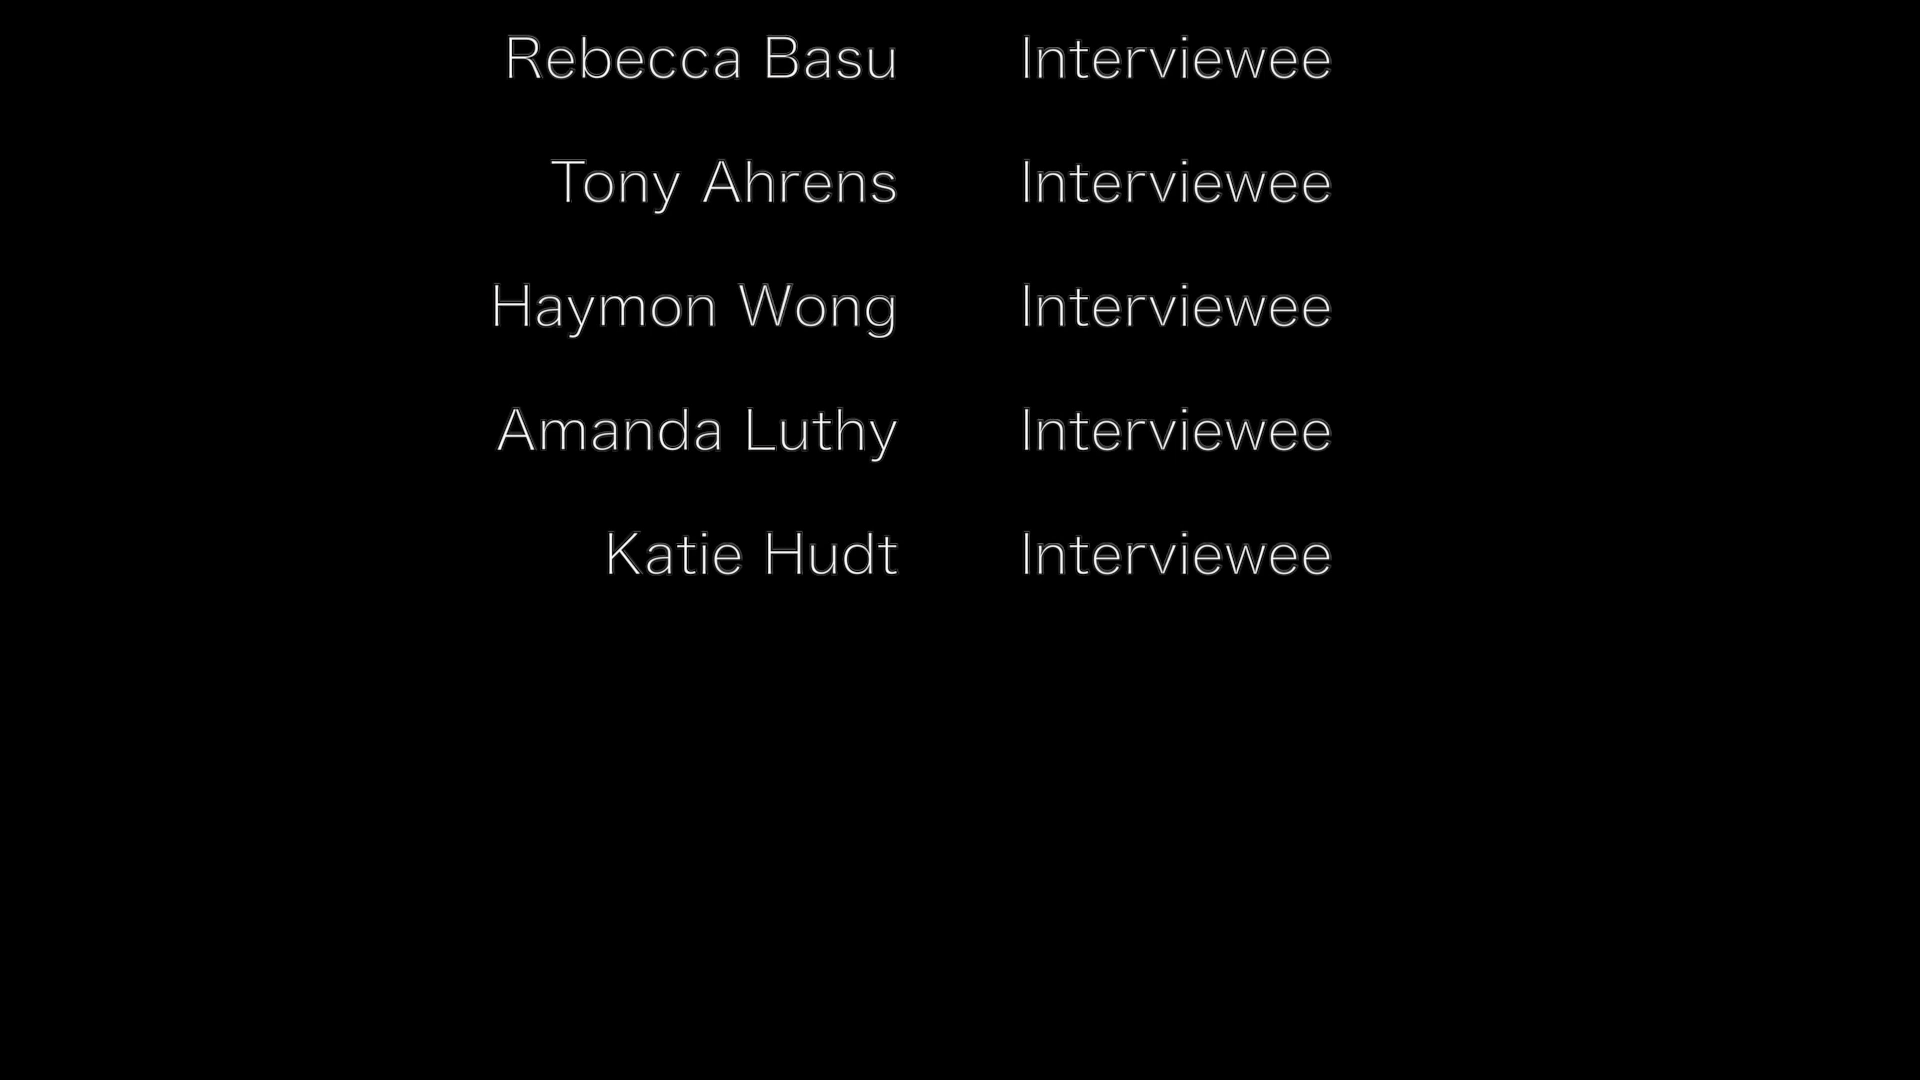 Rebecca Basu Interviewee
Tony Ahrens Interviewee
Haymon Wong Interviewee
Amanda Luthy Interviewee
Katie Hudt Interviewee